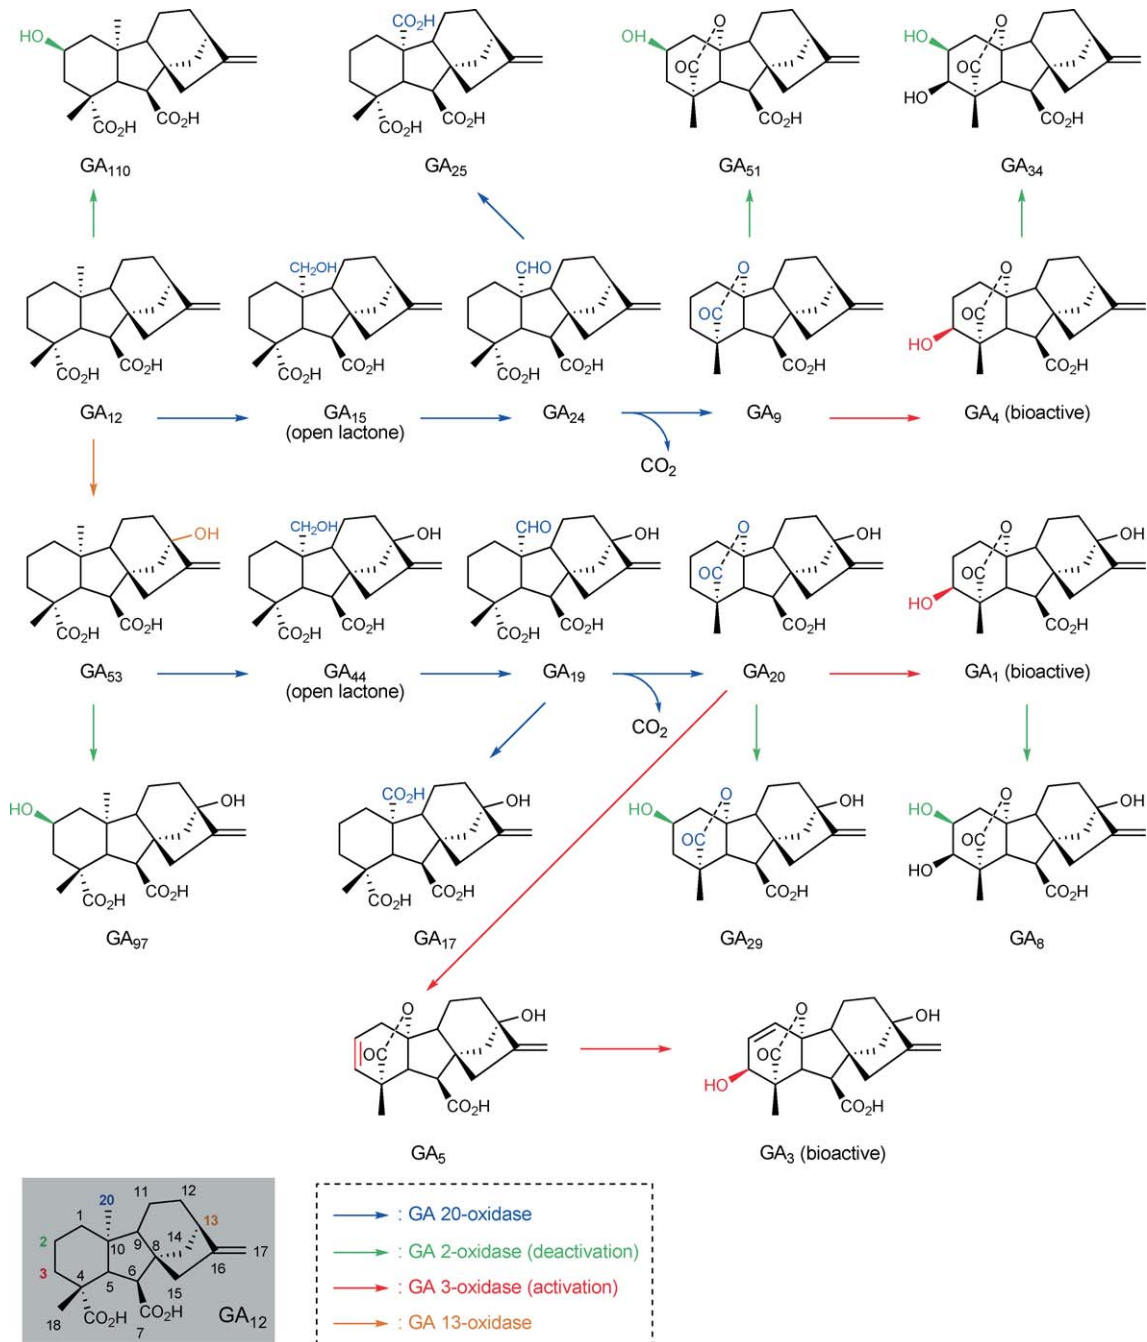 HO
CO₂H
CO₂H
GA₁₁₀
CO₂H
CO₂H
CO₂H
GA₂₅
OH
O
OC
CO₂H
GA₅₁
OH
HO
O
OC
CO₂H
GA₃₄
CO₂H
CO₂H
GA₁₂
CH₂OH
CO₂H
CO₂H
GA₁₅
(open lactone)
CHO
CO₂H
CO₂H
GA₂₄
CO₂
O
OC
CO₂H
GA₉
O
OC
HO
CO₂H
GA₄ (bioactive)
OH
CO₂H
CO₂H
GA₅₃
CH₂OH
OH
CO₂H
CO₂H
GA₄₄
(open lactone)
CHO
OH
CO₂H
CO₂H
GA₁₉
CO₂
O
OC
OH
CO₂H
GA₂₀
O
OC
OH
HO
CO₂H
GA₁ (bioactive)
HO
OH
CO₂H
CO₂H
GA₉₇
CO₂H
OH
CO₂H
CO₂H
GA₁₇
HO
O
OC
OH
CO₂H
GA₂₉
HO
HO
O
OC
OH
CO₂H
GA₈
O
OC
OH
CO₂H
GA₅
O
OC
OH
HO
CO₂H
GA₃ (bioactive)
20
11
12
1
13
2
14
10
9
8
17
3
16
4
5
6
15
18
CO₂H
CO₂H
7
GA₁₂
: GA 20-oxidase
: GA 2-oxidase (deactivation)
: GA 3-oxidase (activation)
: GA 13-oxidase